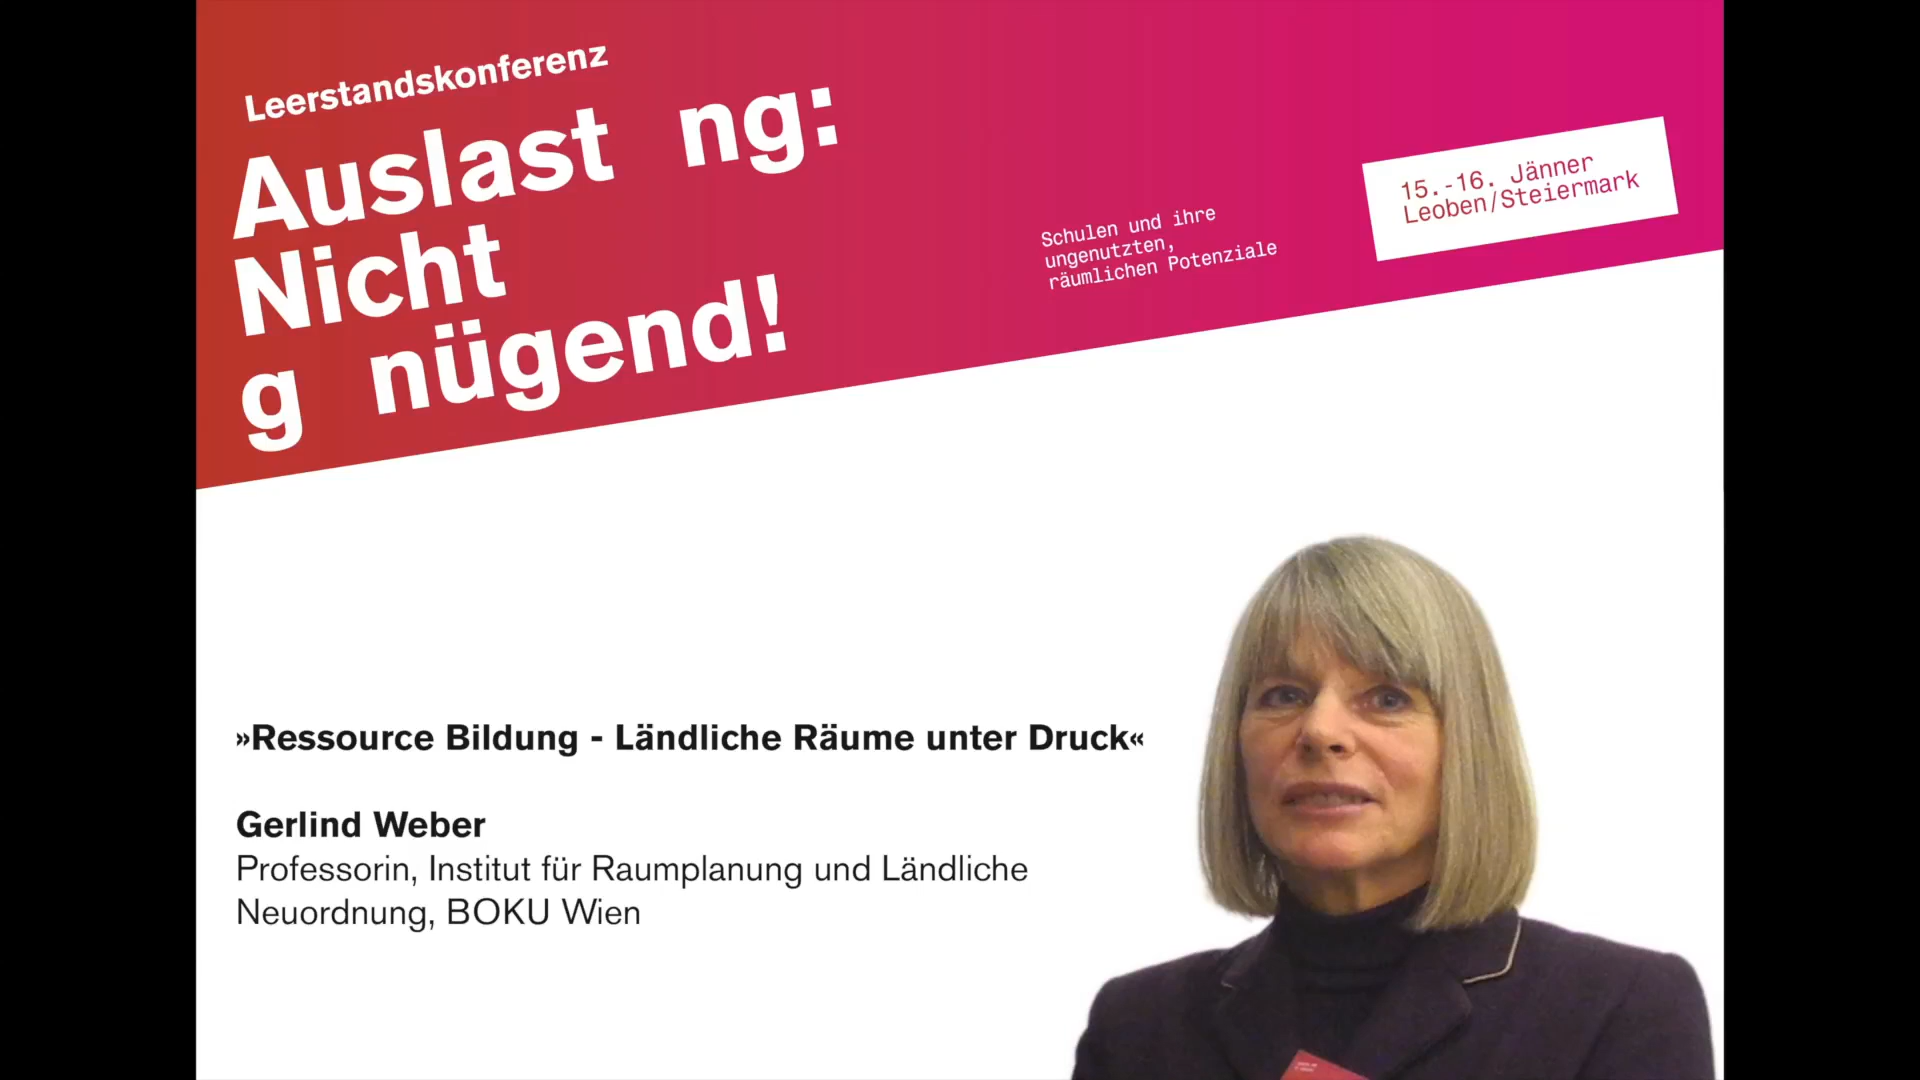 Leerstandskonferenz
Auslast ng:
Nicht
g nügend!
Schulen und ihre
ungenutzten,
räumlichen Potenziale
15.-16. Jänner
Leoben/Steiermark
»Ressource Bildung - Ländliche Räume unter Druck«
Gerlind Weber
Professorin, Institut für Raumplanung und Ländliche
Neuordnung, BOKU Wien